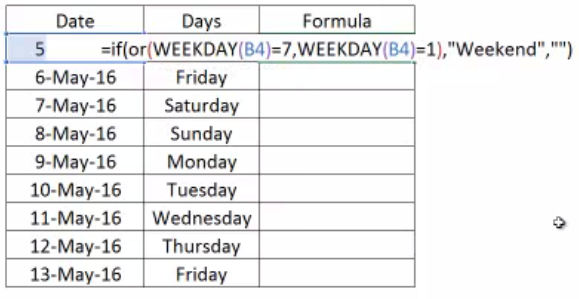 Date Days Formula
5 =if(or(WEEKDAY(B4)=7,WEEKDAY(B4)=1),"Weekend","")
6-May-16 Friday
7-May-16 Saturday
8-May-16 Sunday
9-May-16 Monday
10-May-16 Tuesday
11-May-16 Wednesday
12-May-16 Thursday
13-May-16 Friday